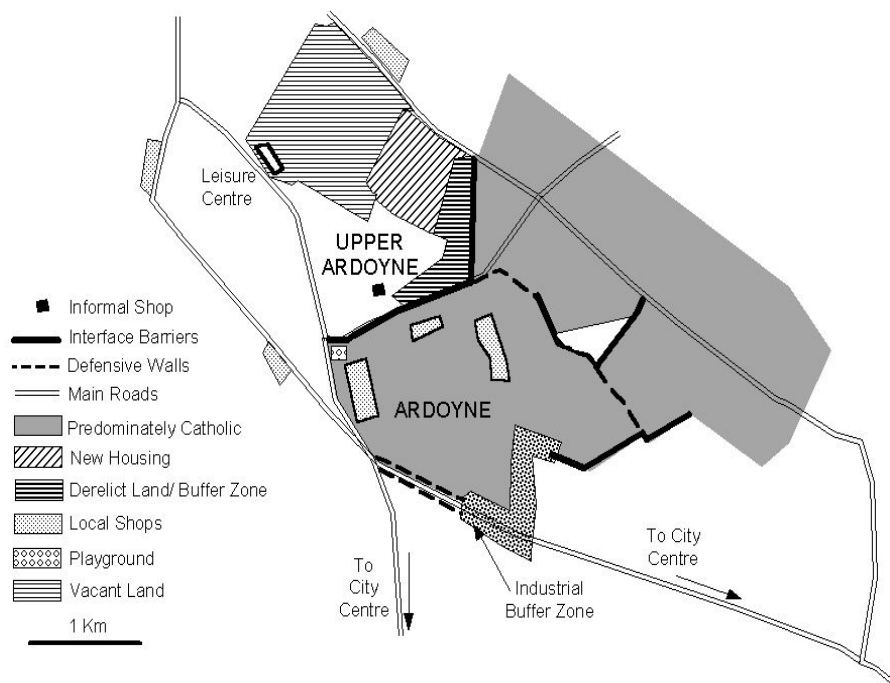 Leisure
Centre
UPPER
ARDOYNE
Informal Shop
Interface Barriers
Defensive Walls
Main Roads
ARDOYNE
Predominately Catholic
New Housing
Derelict Land/ Buffer Zone
Local Shops
Playground
Vacant Land
1 Km
To
City
Centre
Industrial
Buffer Zone
To City
Centre